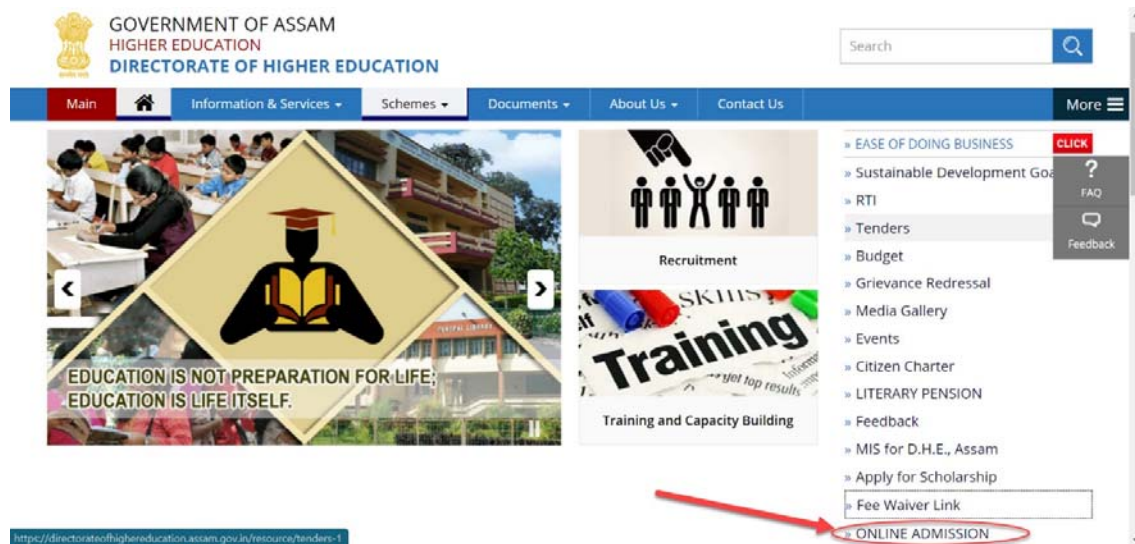 GOVERNMENT OF ASSAM
HIGHER EDUCATION
DIRECTORATE OF HIGHER EDUCATION
Search
Main
Information & Services
Schemes
Documents
About Us
Contact Us
More
EDUCATION IS NOT PREPARATION FOR LIFE;
EDUCATION IS LIFE ITSELF.
Recruitment
SKILLS
Training
get top results
Training and Capacity Building
» EASE OF DOING BUSINESS
CLICK
» Sustainable Development Goa
» RTI
» Tenders
» Budget
» Grievance Redressal
» Media Gallery
» Events
» Citizen Charter
» LITERARY PENSION
» Feedback
» MIS for D.H.E., Assam
» Apply for Scholarship
» Fee Waiver Link
» ONLINE ADMISSION
?
FAQ
Feedback
https://directorateofhighereducation.assam.gov.in/resource/tenders-1